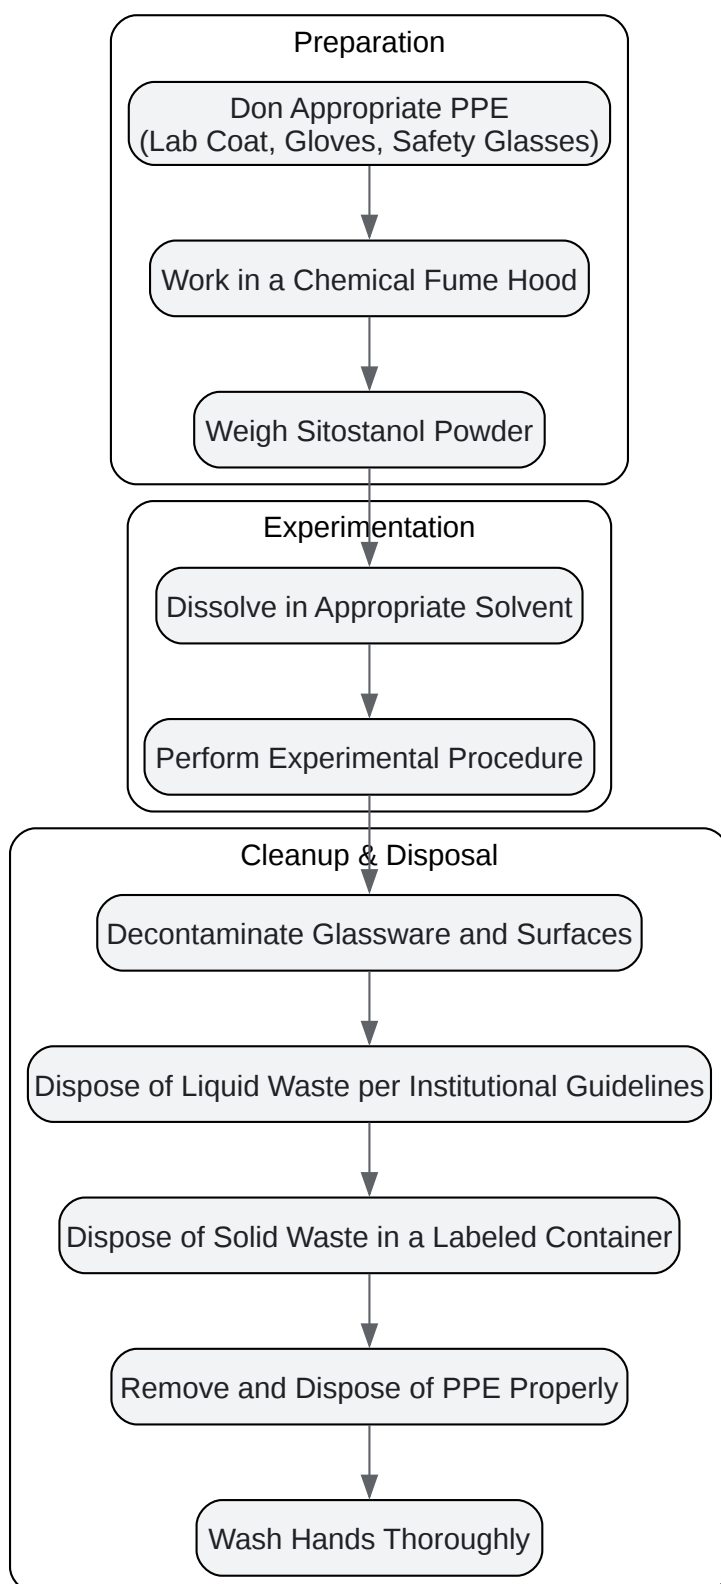 Preparation
Don Appropriate PPE
(Lab Coat, Gloves, Safety Glasses)
Work in a Chemical Fume Hood
Weigh Sitostanol Powder
Experimentation
Dissolve in Appropriate Solvent
Perform Experimental Procedure
Cleanup & Disposal
Decontaminate Glassware and Surfaces
Dispose of Liquid Waste per Institutional Guidelines
Dispose of Solid Waste in a Labeled Container
Remove and Dispose of PPE Properly
Wash Hands Thoroughly